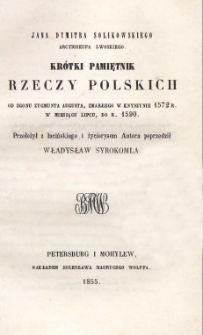 JANA DYMITRA SOLIKOWSKIEGO
ARCYBISKUPA LWOWSKIEGO.
KRÓTKI PAMIĘTNIK
RZECZY POLSKICH
OD ZGONU ZYGMUNTA AUGUSTA, ZMARŁEGO W KNYSZYNIE 1572 R.
W MIESIĄCU LIPCU, DO R. 1590.
Przełożył z łacińskiego i życiorysem Autora poprzedził
WŁADYSŁAW SYROKOMLA
PETERSBURG I MOHYLEW,
NAKŁADEM BOLESŁAWA MAURYCEGO WOLFFA.
1855.